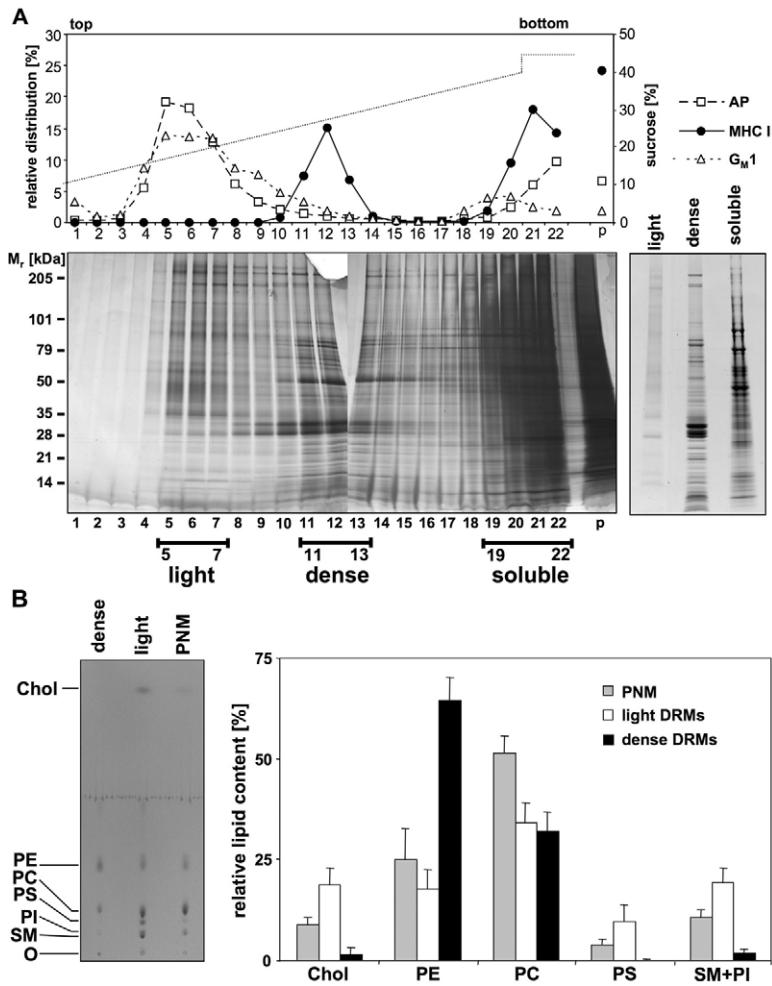 A
top
bottom
30
25
20
15
10
5
0
relative distribution [%]
50
40
30
20
10
0
sucrose [%]
AP
MHC I
GM1
1 2 3 4 5 6 7 8 9 10 11 12 13 14 15 16 17 18 19 20 21 22 p
Mr [kDa]
205
101
79
50
35
28
21
14
light
dense
soluble
1 2 3 4 5 6 7 8 9 10 11 12 13 14 15 16 17 18 19 20 21 22 p
5 7
11 13
19 22
light
dense
soluble
B
dense
light
PNM
Chol
PE
PC
PS
PI
SM
O
75
50
25
0
relative lipid content [%]
PNM
light DRMs
dense DRMs
Chol PE PC PS SM+PI